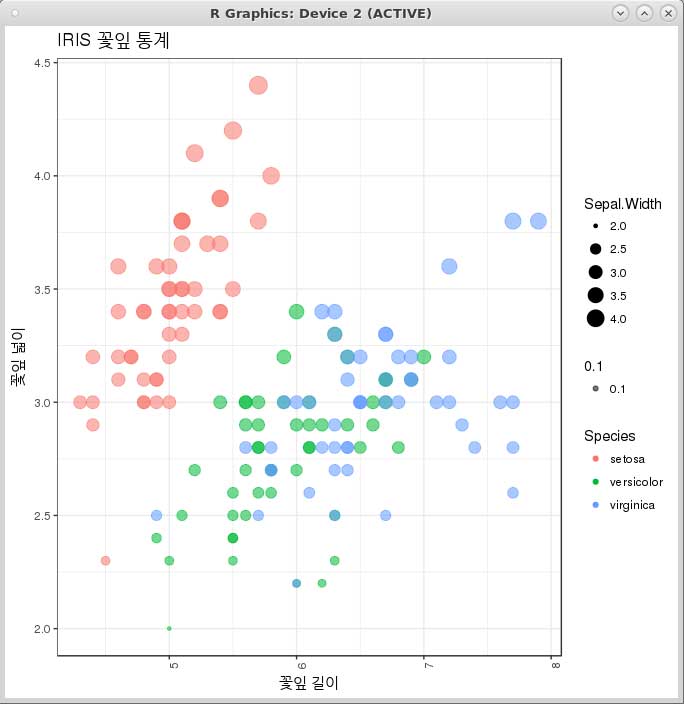 R Graphics: Device 2 (ACTIVE)
IRIS 꽃잎 통계
4.5
4.0
3.5
3.0
2.5
2.0
꽃잎 넓이
5
6
7
8
꽃잎 길이
Sepal.Width
2.0
2.5
3.0
3.5
4.0
0.1
0.1
Species
setosa
versicolor
virginica